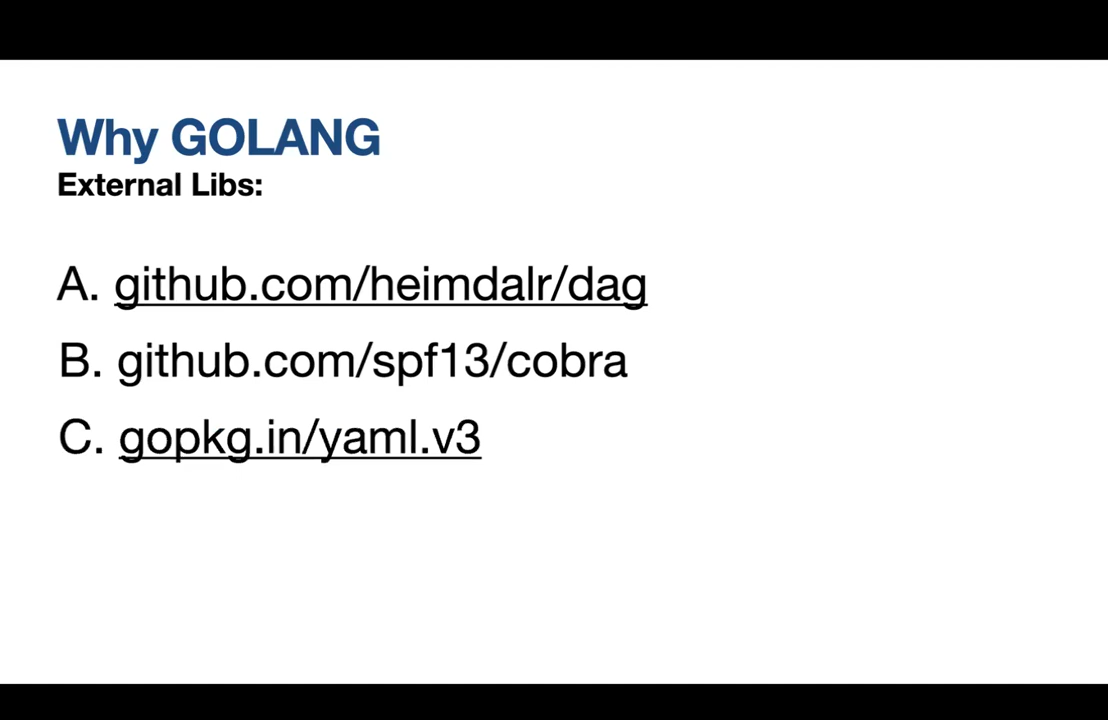 Why GOLANG
External Libs:
A. github.com/heimdalr/dag
B. github.com/spf13/cobra
C. gopkg.in/yaml.v3